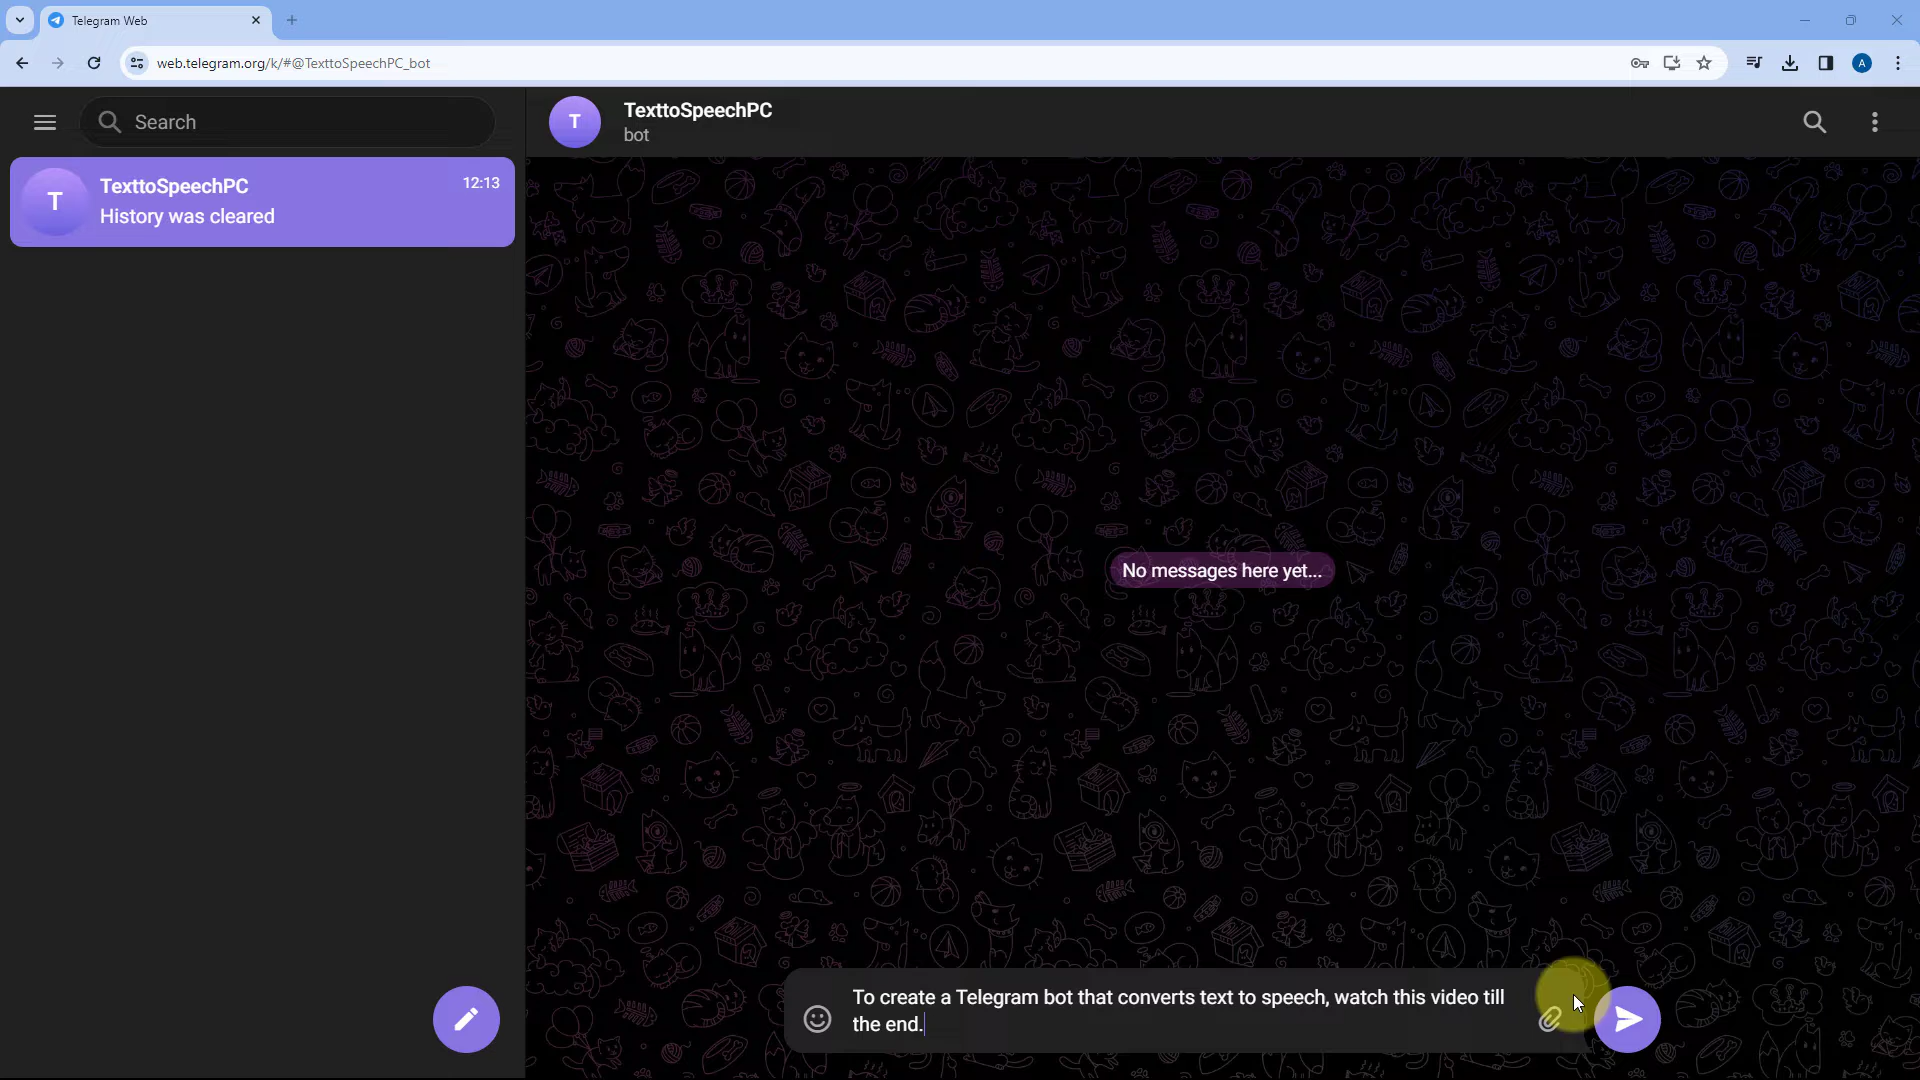 Telegram Web
web.telegram.org/k/#@TexttoSpeechPC_bot
A
Search
T
TexttoSpeechPC
bot
T
TexttoSpeechPC
12:13
History was cleared
No messages here yet...
To create a Telegram bot that converts text to speech, watch this video till
the end.